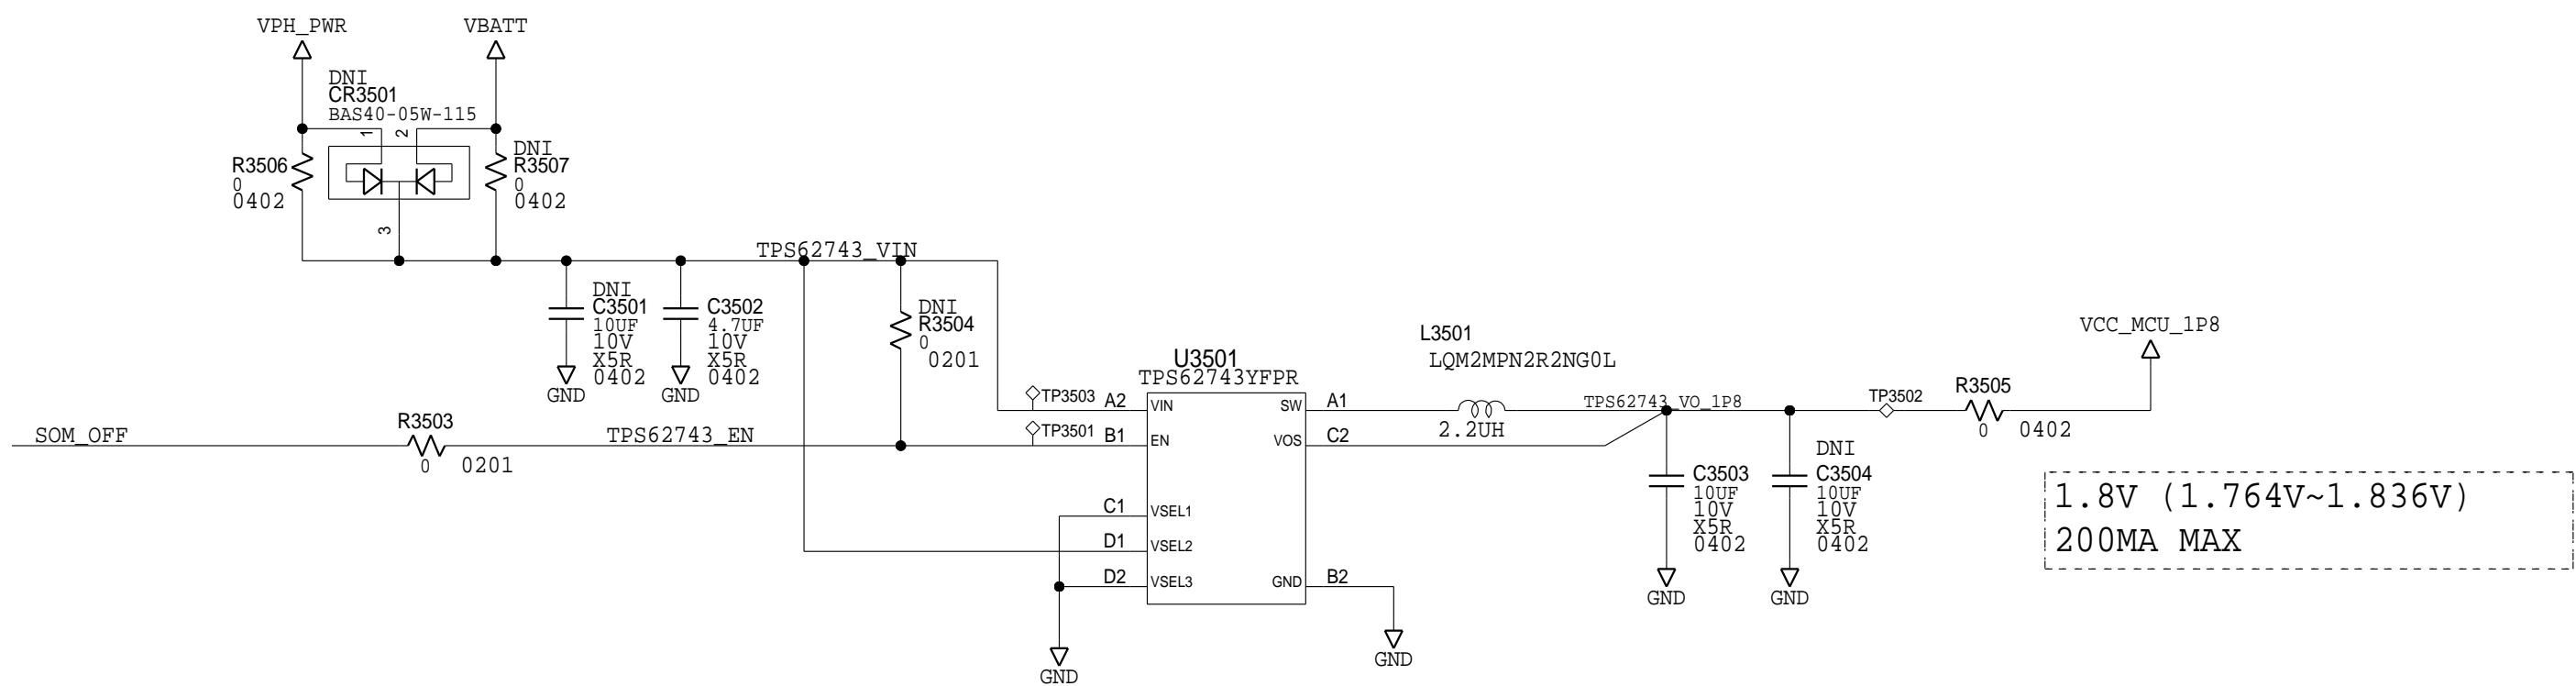 VPH_PWR
VBATT
DNI
CR3501
BAS40-05W-115
1
2
3
R3506
0
0402
DNI
R3507
0
0402
TPS62743_VIN
DNI
C3501
10UF
10V
X5R
0402
GND
C3502
4.7UF
10V
X5R
0402
GND
DNI
R3504
0
0201
SOM_OFF
R3503
0
0201
TPS62743_EN
TP3503
TP3501
U3501
TPS62743YFPR
A2
VIN
B1
EN
C1
VSEL1
D1
VSEL2
D2
VSEL3
SW
A1
VOS
C2
GND
B2
GND
GND
L3501
LQM2MPN2R2NG0L
2.2UH
TPS62743_VO_1P8
C3503
10UF
10V
X5R
0402
GND
DNI
C3504
10UF
10V
X5R
0402
GND
TP3502
R3505
0
0402
VCC_MCU_1P8
1.8V (1.764V~1.836V)
200MA MAX